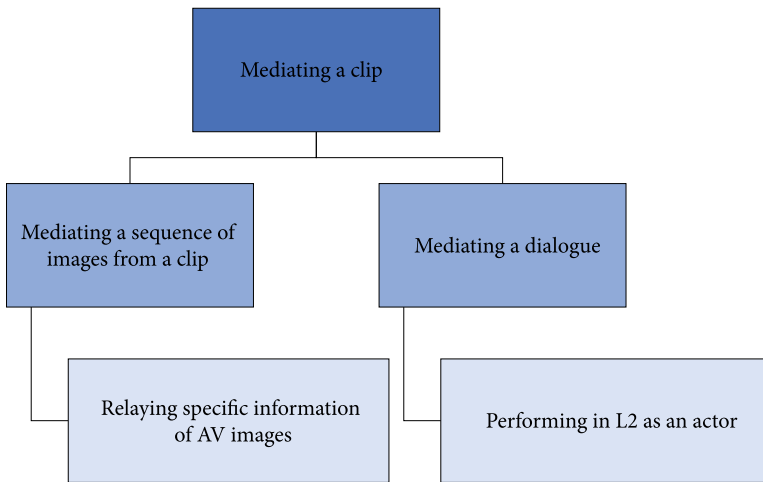 Mediating a clip
Mediating a sequence of
images from a clip
Mediating a dialogue
Relaying specific information
of AV images
Performing in L2 as an actor